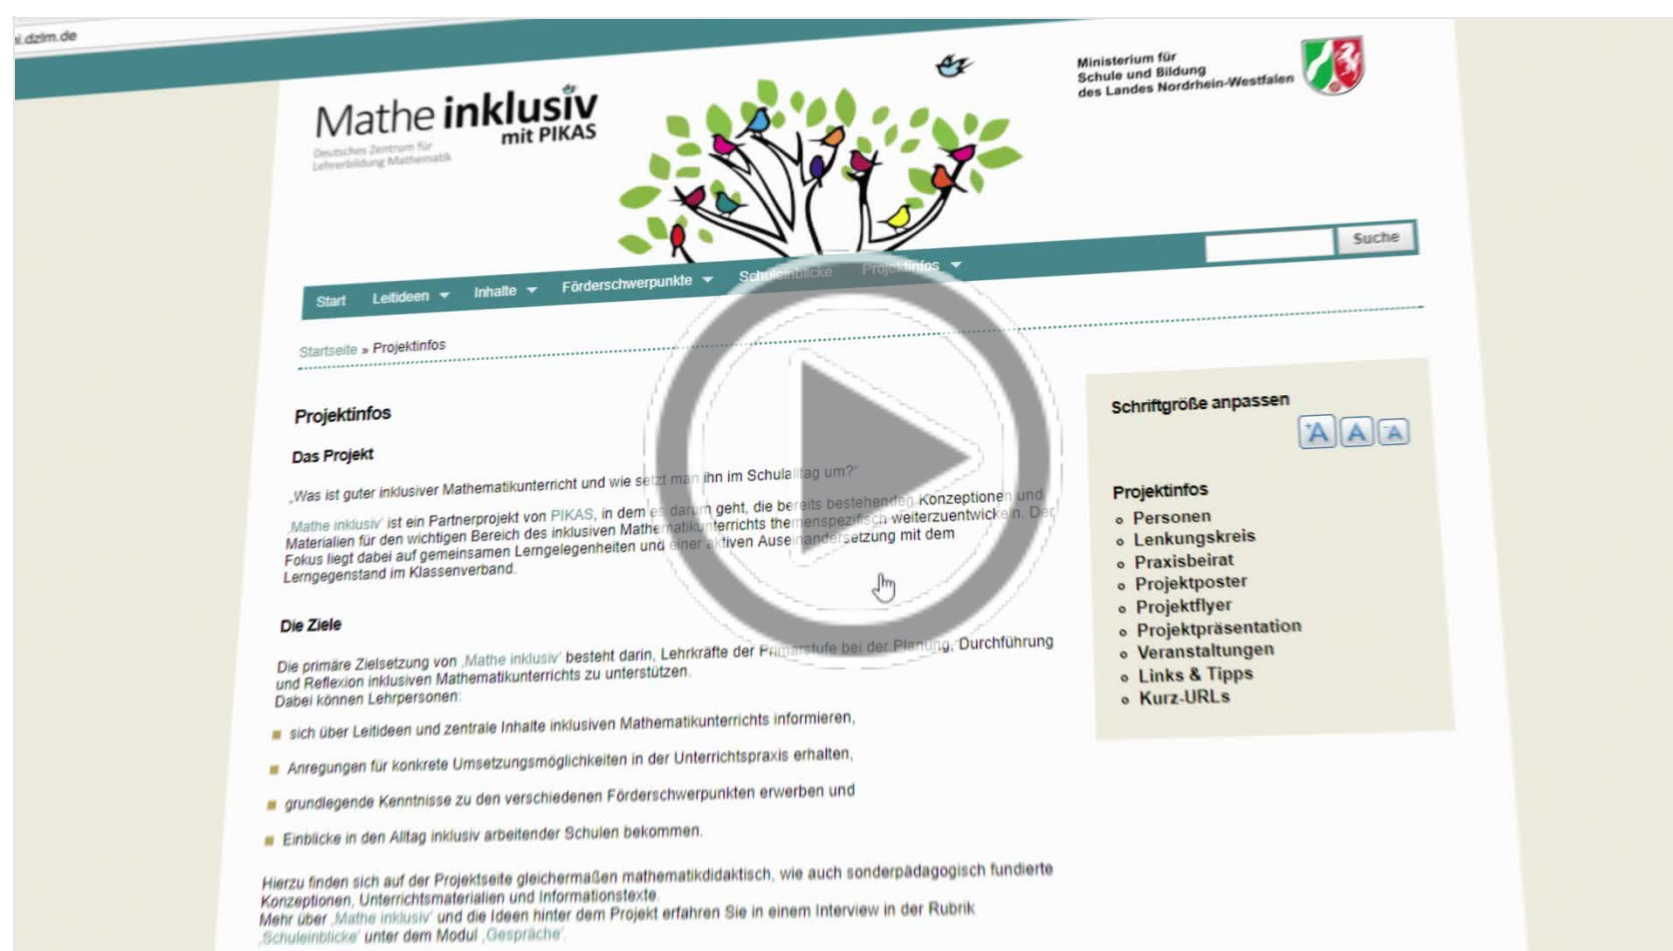 i.dzlm.de
Mathe inklusiv
mit PIKAS
Deutsches Zentrum für
Lehrerbildung Mathematik
Ministerium für
Schule und Bildung
des Landes Nordrhein-Westfalen
Suche
Start Leitideen Inhalte Förderschwerpunkte Schuleinblicke Projektinfos
Startseite » Projektinfos
Projektinfos
Das Projekt
„Was ist guter inklusiver Mathematikunterricht und wie setzt man ihn im Schulalltag um?“
‚Mathe inklusiv‘ ist ein Partnerprojekt von PIKAS, in dem es darum geht, die bereits bestehenden Konzeptionen und
Materialien für den wichtigen Bereich des inklusiven Mathematikunterrichts themenspezifisch weiterzuentwickeln. Der
Fokus liegt dabei auf gemeinsamen Lerngelegenheiten und einer aktiven Auseinandersetzung mit dem
Lerngegenstand im Klassenverband.
Die Ziele
Die primäre Zielsetzung von ‚Mathe inklusiv‘ besteht darin, Lehrkräfte der Primarstufe bei der Planung, Durchführung
und Reflexion inklusiven Mathematikunterrichts zu unterstützen.
Dabei können Lehrpersonen:
sich über Leitideen und zentrale Inhalte inklusiven Mathematikunterrichts informieren,
Anregungen für konkrete Umsetzungsmöglichkeiten in der Unterrichtspraxis erhalten,
grundlegende Kenntnisse zu den verschiedenen Förderschwerpunkten erwerben und
Einblicke in den Alltag inklusiv arbeitender Schulen bekommen.
Hierzu finden sich auf der Projektseite gleichermaßen mathematikdidaktisch, wie auch sonderpädagogisch fundierte
Konzeptionen, Unterrichtsmaterialien und Informationstexte.
Mehr über ‚Mathe inklusiv‘ und die Ideen hinter dem Projekt erfahren Sie in einem Interview in der Rubrik
‚Schuleinblicke‘ unter dem Modul ‚Gespräche‘.
Schriftgröße anpassen
+A A -A
Projektinfos
Personen
Lenkungskreis
Praxisbeirat
Projektposter
Projektflyer
Projektpräsentation
Veranstaltungen
Links & Tipps
Kurz-URLs